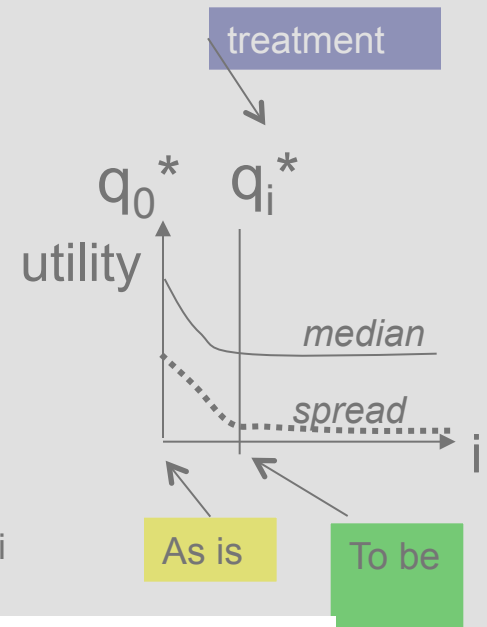 treatment
q₀* qᵢ*
utility
median
spread
i
i
As is
To be